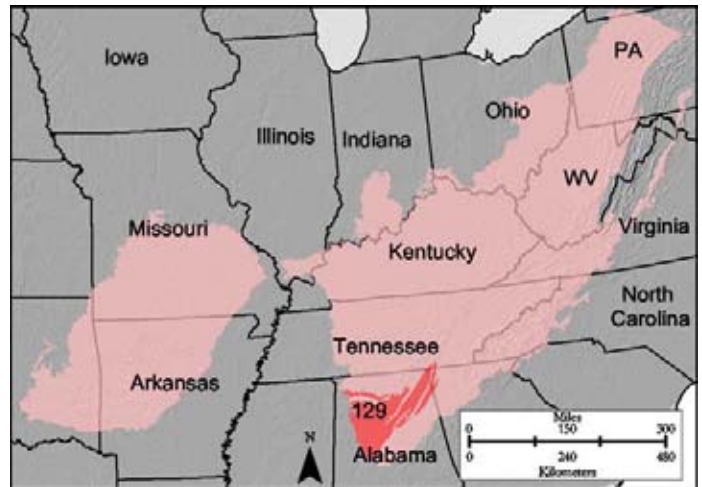 Iowa
PA
Ohio
Illinois
Indiana
WV
Missouri
Virginia
Kentucky
North
Carolina
Tennessee
Arkansas
129
Alabama
N
Miles
0 150 300
0 240 480
Kilometers